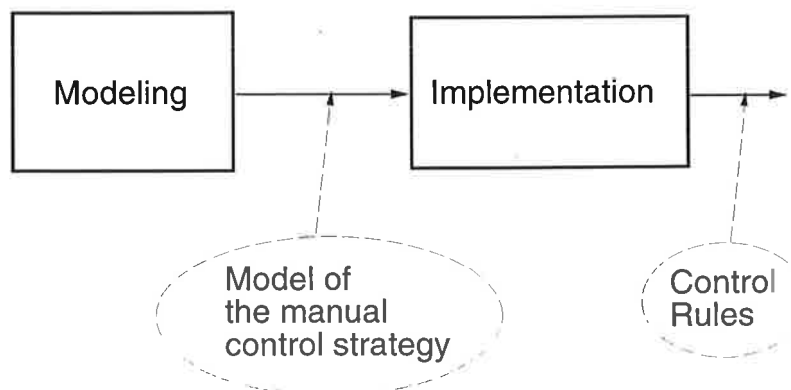 Modeling
Implementation
Model of
the manual
control strategy
Control
Rules